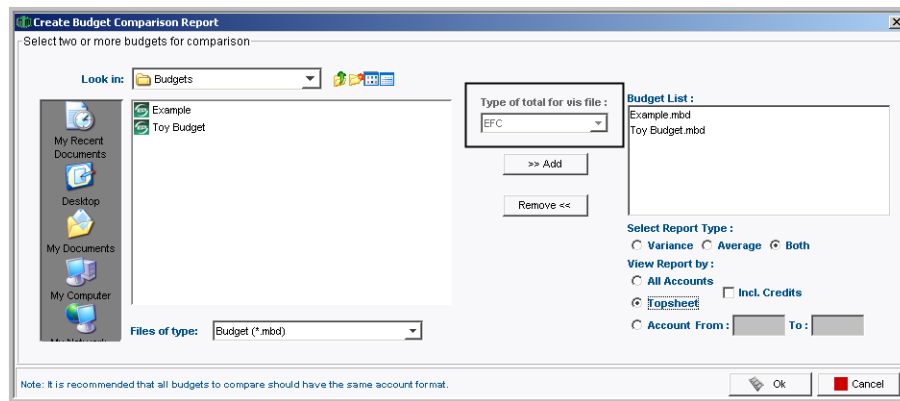 Create Budget Comparison Report
Select two or more budgets for comparison
Look in:
Budgets
My Recent
Documents
Desktop
My Documents
My Computer
Example
Toy Budget
Files of type:
Budget (*.mbd)
Type of total for vis file :
EFC
>> Add
Remove <<
Budget List :
Example.mbd
Toy Budget.mbd
Select Report Type :
Variance
Average
Both
View Report by :
All Accounts
Incl. Credits
Topsheet
Account From :
To :
Note: It is recommended that all budgets to compare should have the same account format.
Ok
Cancel